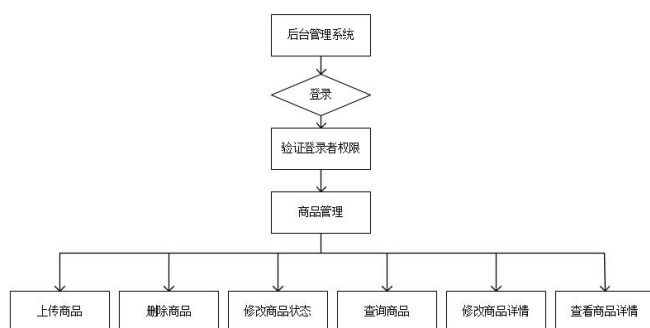 后台管理系统
登录
验证登录者权限
商品管理
上传商品
删除商品
修改商品状态
查询商品
修改商品详情
查看商品详情